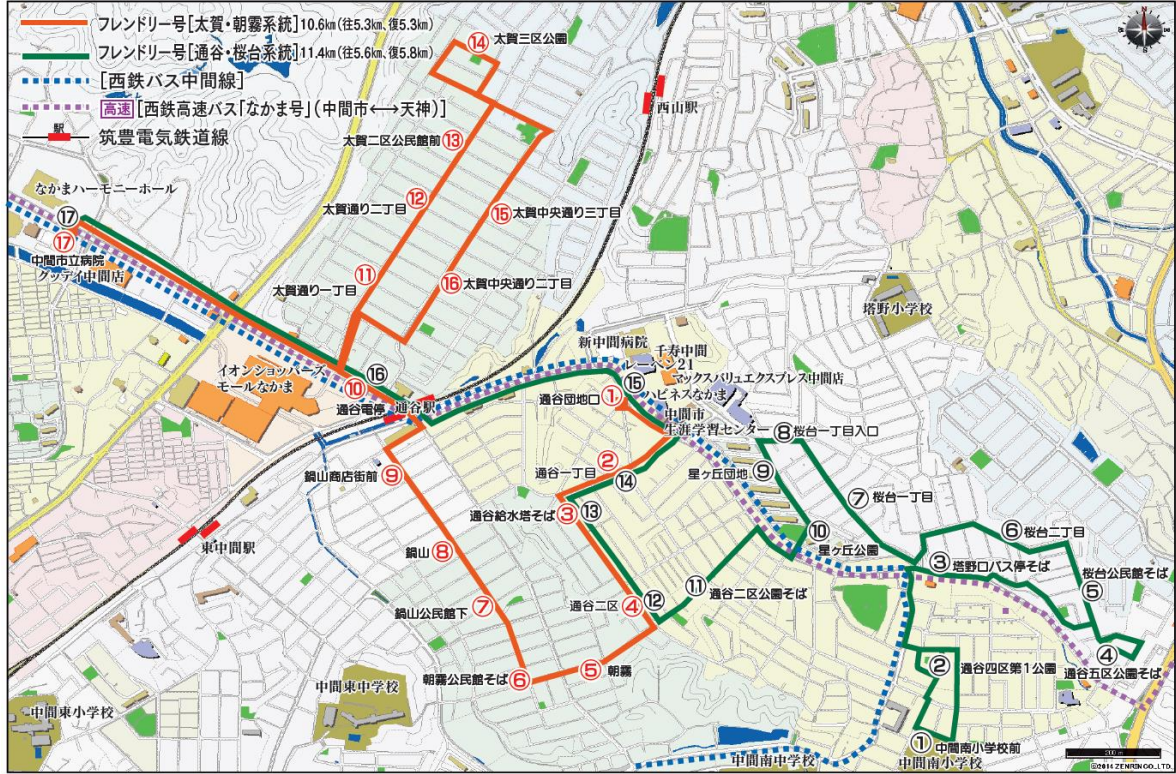 フレンドリー号[太賀・朝霧系統]10.6km(往5.3km、復5.3km)
フレンドリー号[通谷・桜台系統]11.4km(往5.6km、復5.8km)
[西鉄バス中間線]
高速[西鉄高速バス「なかま号」(中間市⟷天神)]
駅
筑豊電気鉄道線
⑭ 太賀三区公園
西山駅
太賀二区公民館前 ⑬
なかまハーモニーホール
太賀通り二丁目 ⑫
⑮ 太賀中央通り三丁目
⑰
⑰
中間市立病院
グッデイ中間店
太賀通り一丁目 ⑪
⑯ 太賀中央通り二丁目
塔野小学校
新中間病院
千寿中間
レーベン21
マックスバリュエクスプレス中間店
ハピネスなかま
イオンショッパーズ
モールなかま
⑩
⑯
通谷電停
通谷駅
⑮
通谷団地口 ①
中間市
生涯学習センター
⑧ 桜台一丁目入口
鍋山商店街前 ⑨
通谷一丁目 ②
⑭
星ヶ丘団地 ⑨
⑦ 桜台一丁目
通谷給水塔そば ③
⑬
⑩
星ヶ丘公園
⑥ 桜台二丁目
東中間駅
鍋山 ⑧
③ 塔野口バス停そば
桜台公民館そば
⑤
鍋山公民館下 ⑦
通谷二区 ④
⑫
⑪ 通谷二区公園そば
④
通谷五区公園そば
朝霧公民館そば ⑥
⑤ 朝霧
② 通谷四区第1公園
中間東小学校
中間東中学校
① 中間南小学校前
中間南小学校
中間南中学校
200 m
©2014 ZENRIN CO., LTD.